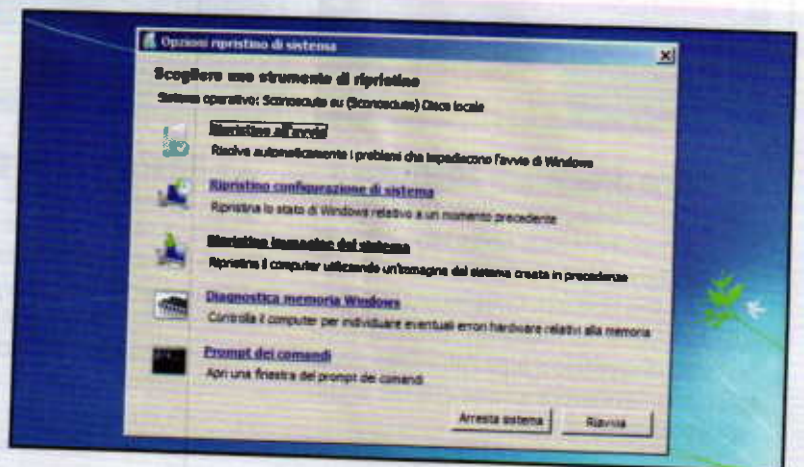 Opzioni ripristino di sistema
Scegliere uno strumento di ripristino
Sistema operativo: Sconosciuto su (Sconosciuto) Disco locale
Ripristino all'avvio
Risolve automaticamente i problemi che impediscono l'avvio di Windows
Ripristino configurazione di sistema
Ripristina lo stato di Windows relativo a un momento precedente
Ripristino immagine del sistema
Ripristina il computer utilizzando un'immagine del sistema creata in precedenza
Diagnostica memoria Windows
Controlla il computer per individuare eventuali errori hardware relativi alla memoria
Prompt dei comandi
Apri una finestra del prompt dei comandi
Arresta sistema
Riavvia